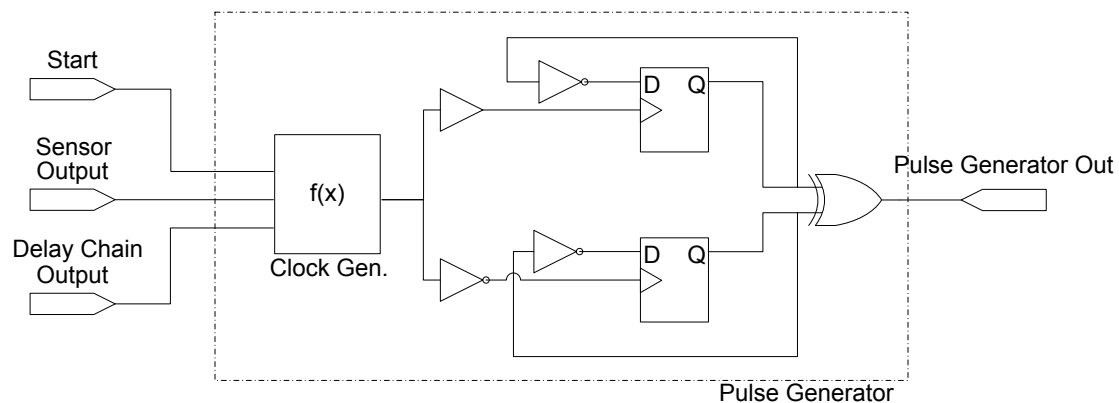 Start
Sensor
Output
Delay Chain
Output
f(x)
Clock Gen.
D Q
D Q
Pulse Generator Out
Pulse Generator